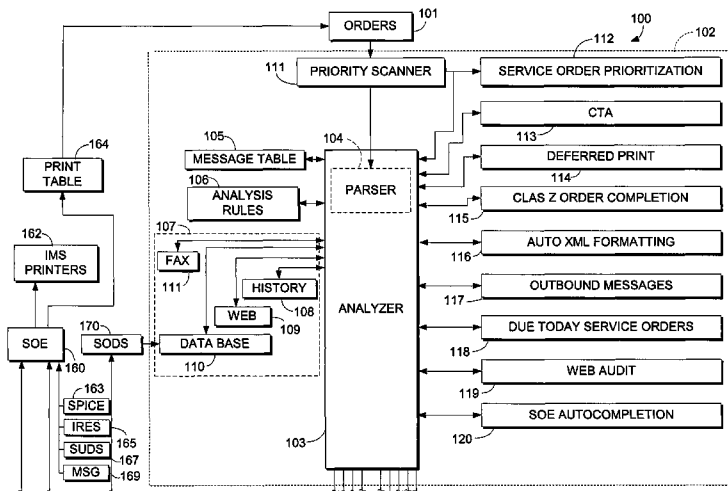 ORDERS
101
100
112
102
111
PRIORITY SCANNER
SERVICE ORDER PRIORITIZATION
CTA
113
164
105
104
MESSAGE TABLE
PARSER
DEFERRED PRINT
114
PRINT TABLE
106
ANALYSIS RULES
CLAS Z ORDER COMPLETION
115
162
107
IMS PRINTERS
FAX
111
AUTO XML FORMATTING
116
HISTORY
108
ANALYZER
OUTBOUND MESSAGES
117
170
WEB
109
SOE
160
SODS
DATA BASE
110
DUE TODAY SERVICE ORDERS
118
163
SPICE
WEB AUDIT
119
IRES
165
SUDS
167
103
SOE AUTOCOMPLETION
120
MSG
169